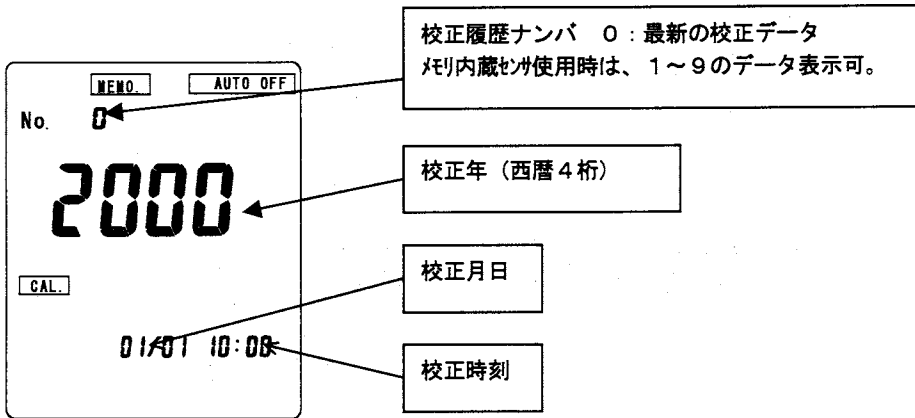 校正履歴ナンバ　０：最新の校正データ
ﾒﾓﾘ内蔵ｾﾝｻ使用時は、１～９のデータ表示可。
MEMO.　AUTO OFF
No.　0
校正年（西暦４桁）
2000
校正月日
CAL.
01/01　10:00
校正時刻